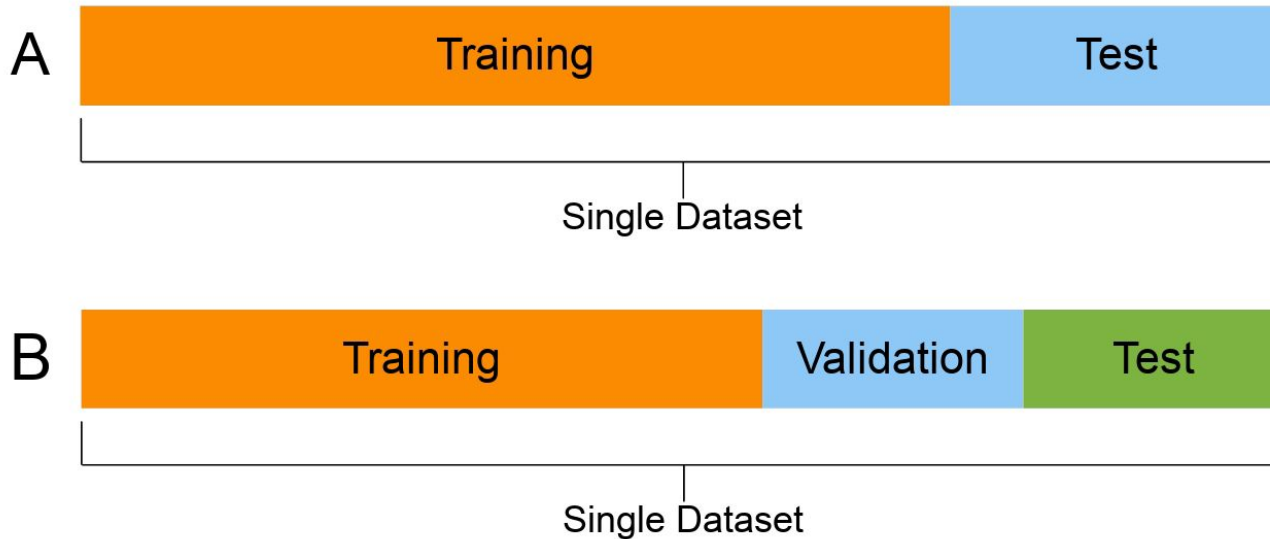 A
Training
Test
Single Dataset
B
Training
Validation
Test
Single Dataset